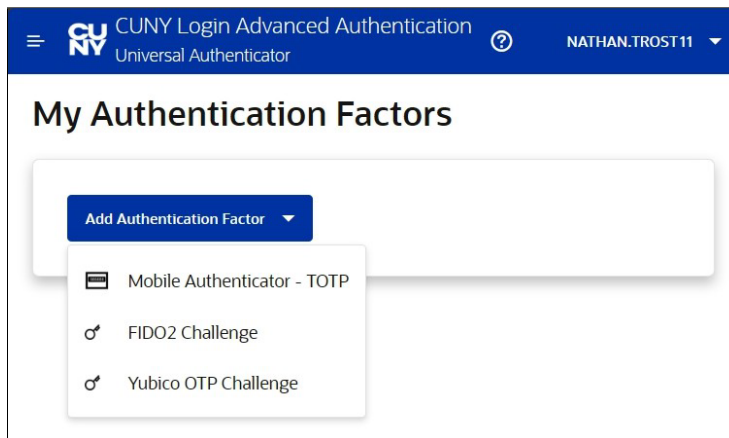 CUNY
CUNY Login Advanced Authentication
Universal Authenticator
?
NATHAN.TROST11
My Authentication Factors
Add Authentication Factor
Mobile Authenticator - TOTP
FIDO2 Challenge
Yubico OTP Challenge